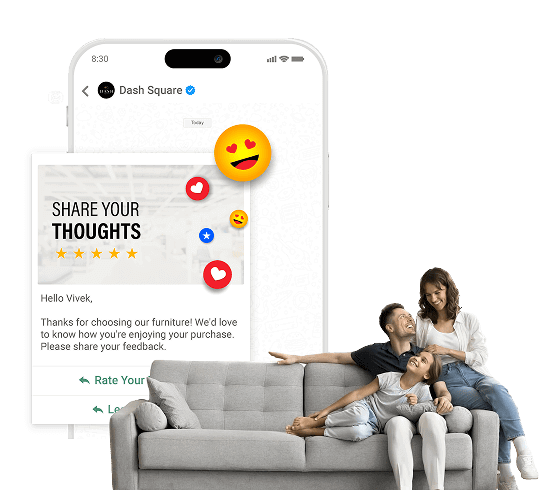 8:30
Dash Square
Today
SHARE YOUR
THOUGHTS
Hello Vivek,
Thanks for choosing our furniture! We'd love
to know how you're enjoying your purchase.
Please share your feedback.
Rate Your